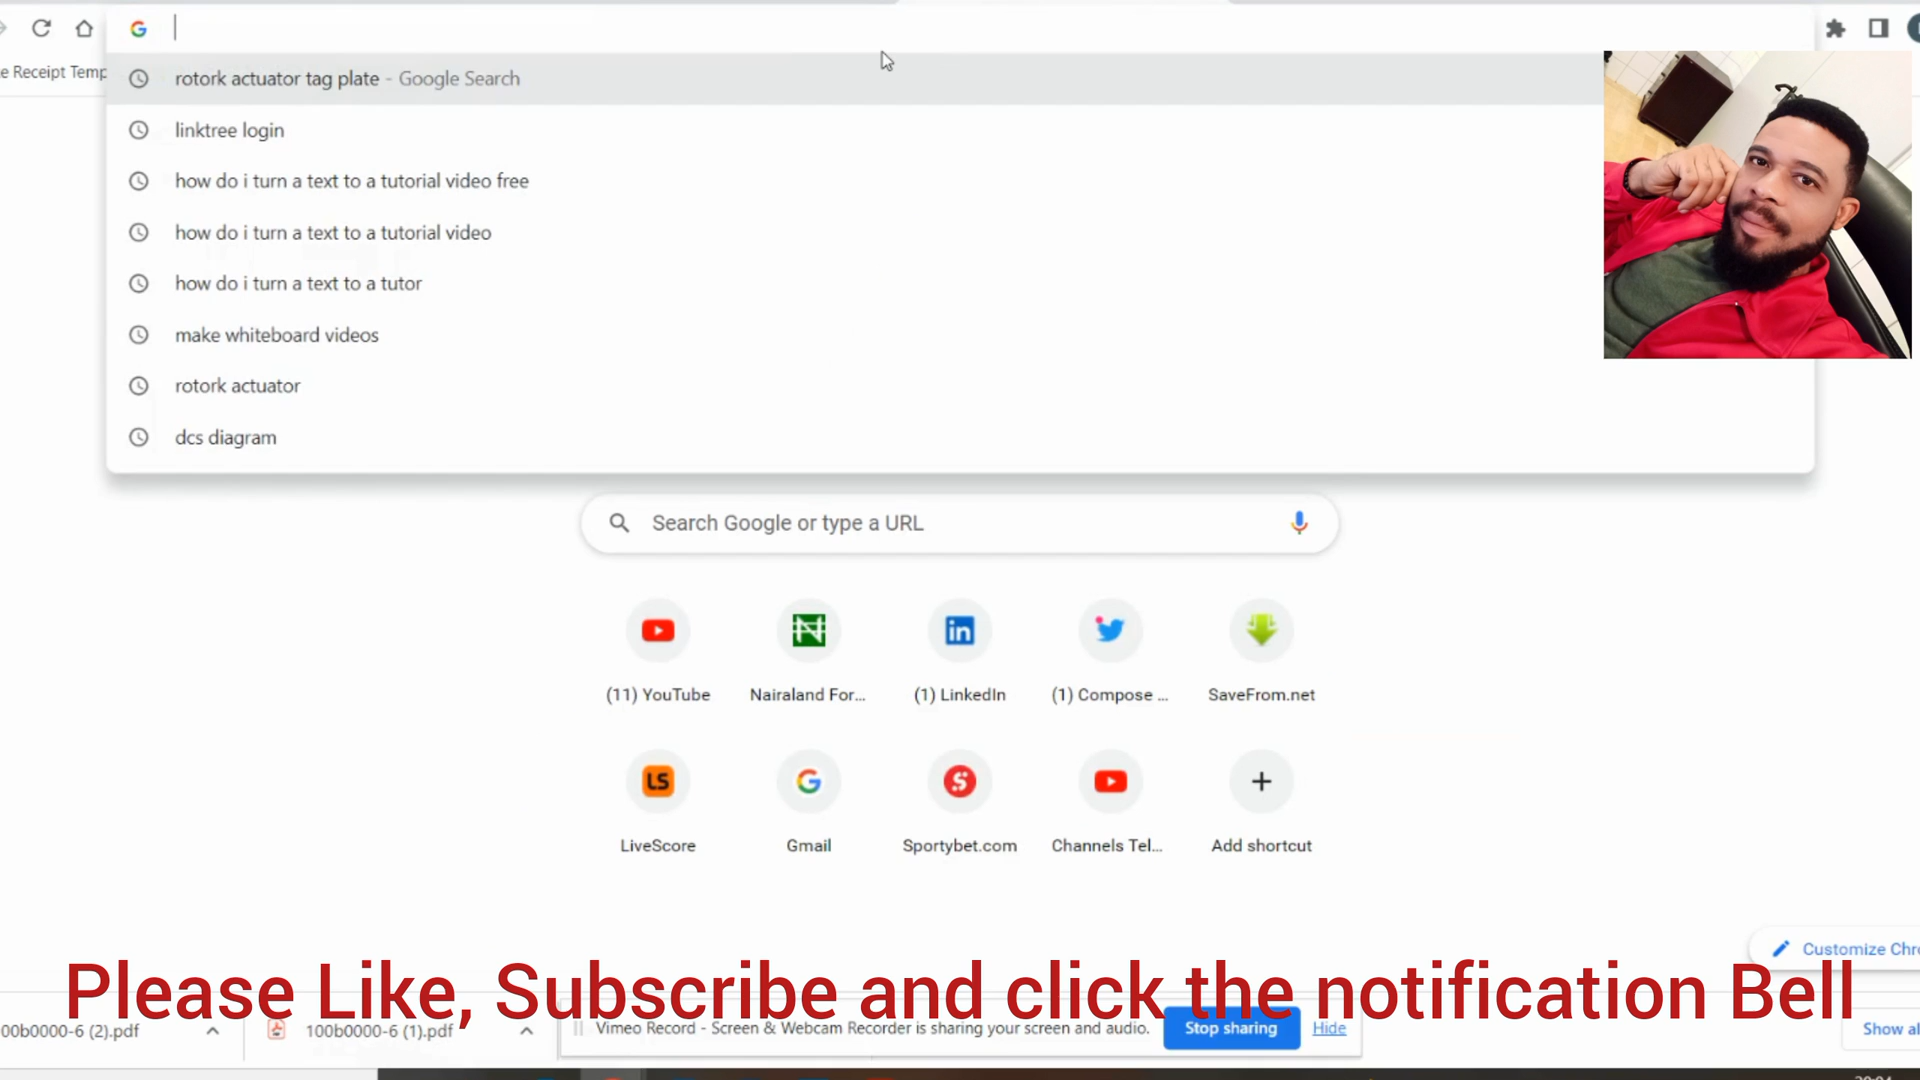 e Receipt Temp
rotork actuator tag plate - Google Search
linktree login
how do i turn a text to a tutorial video free
how do i turn a text to a tutorial video
how do i turn a text to a tutor
make whiteboard videos
rotork actuator
dcs diagram
Search Google or type a URL
(11) YouTube
Nairaland For...
(1) LinkedIn
(1) Compose ...
SaveFrom.net
LiveScore
Gmail
Sportybet.com
Channels Tel...
Add shortcut
Customize Chro
Please Like, Subscribe and click the notification Bell
00b0000-6 (2).pdf
100b0000-6 (1).pdf
Vimeo Record - Screen & Webcam Recorder is sharing your screen and audio.
Stop sharing
Hide
Show al